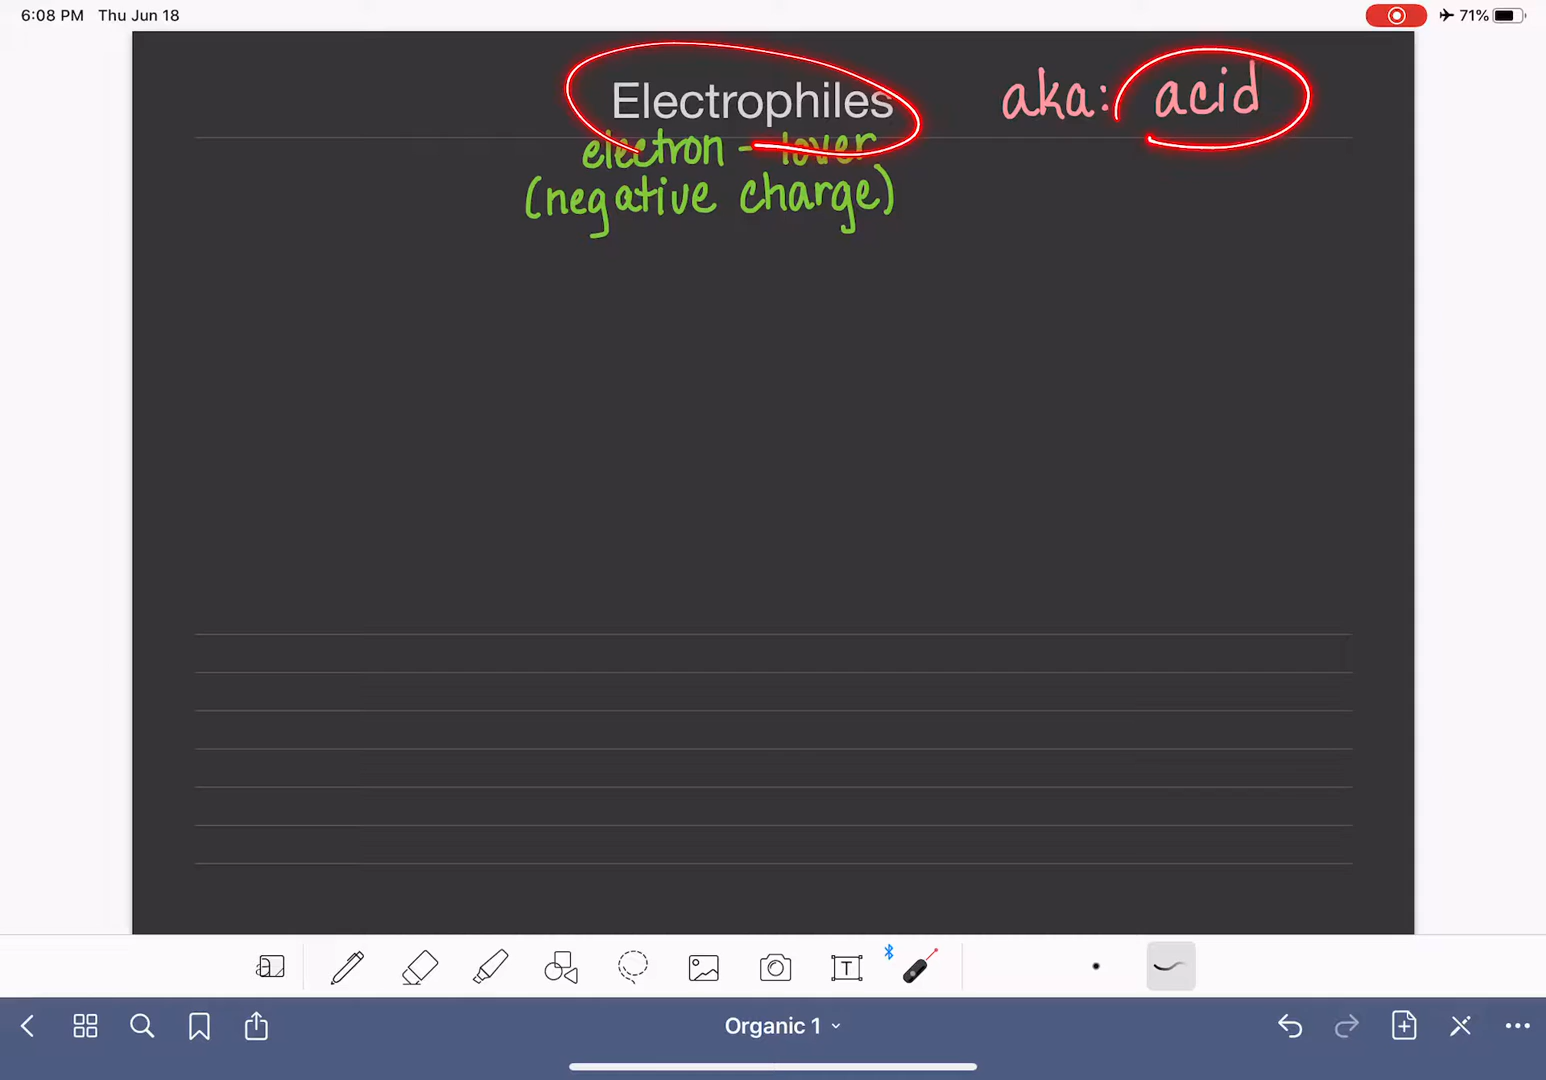 6:08 PM Thu Jun 18
71%
Electrophiles aka: acid
electron - lover
(negative charge)
T
Organic 1